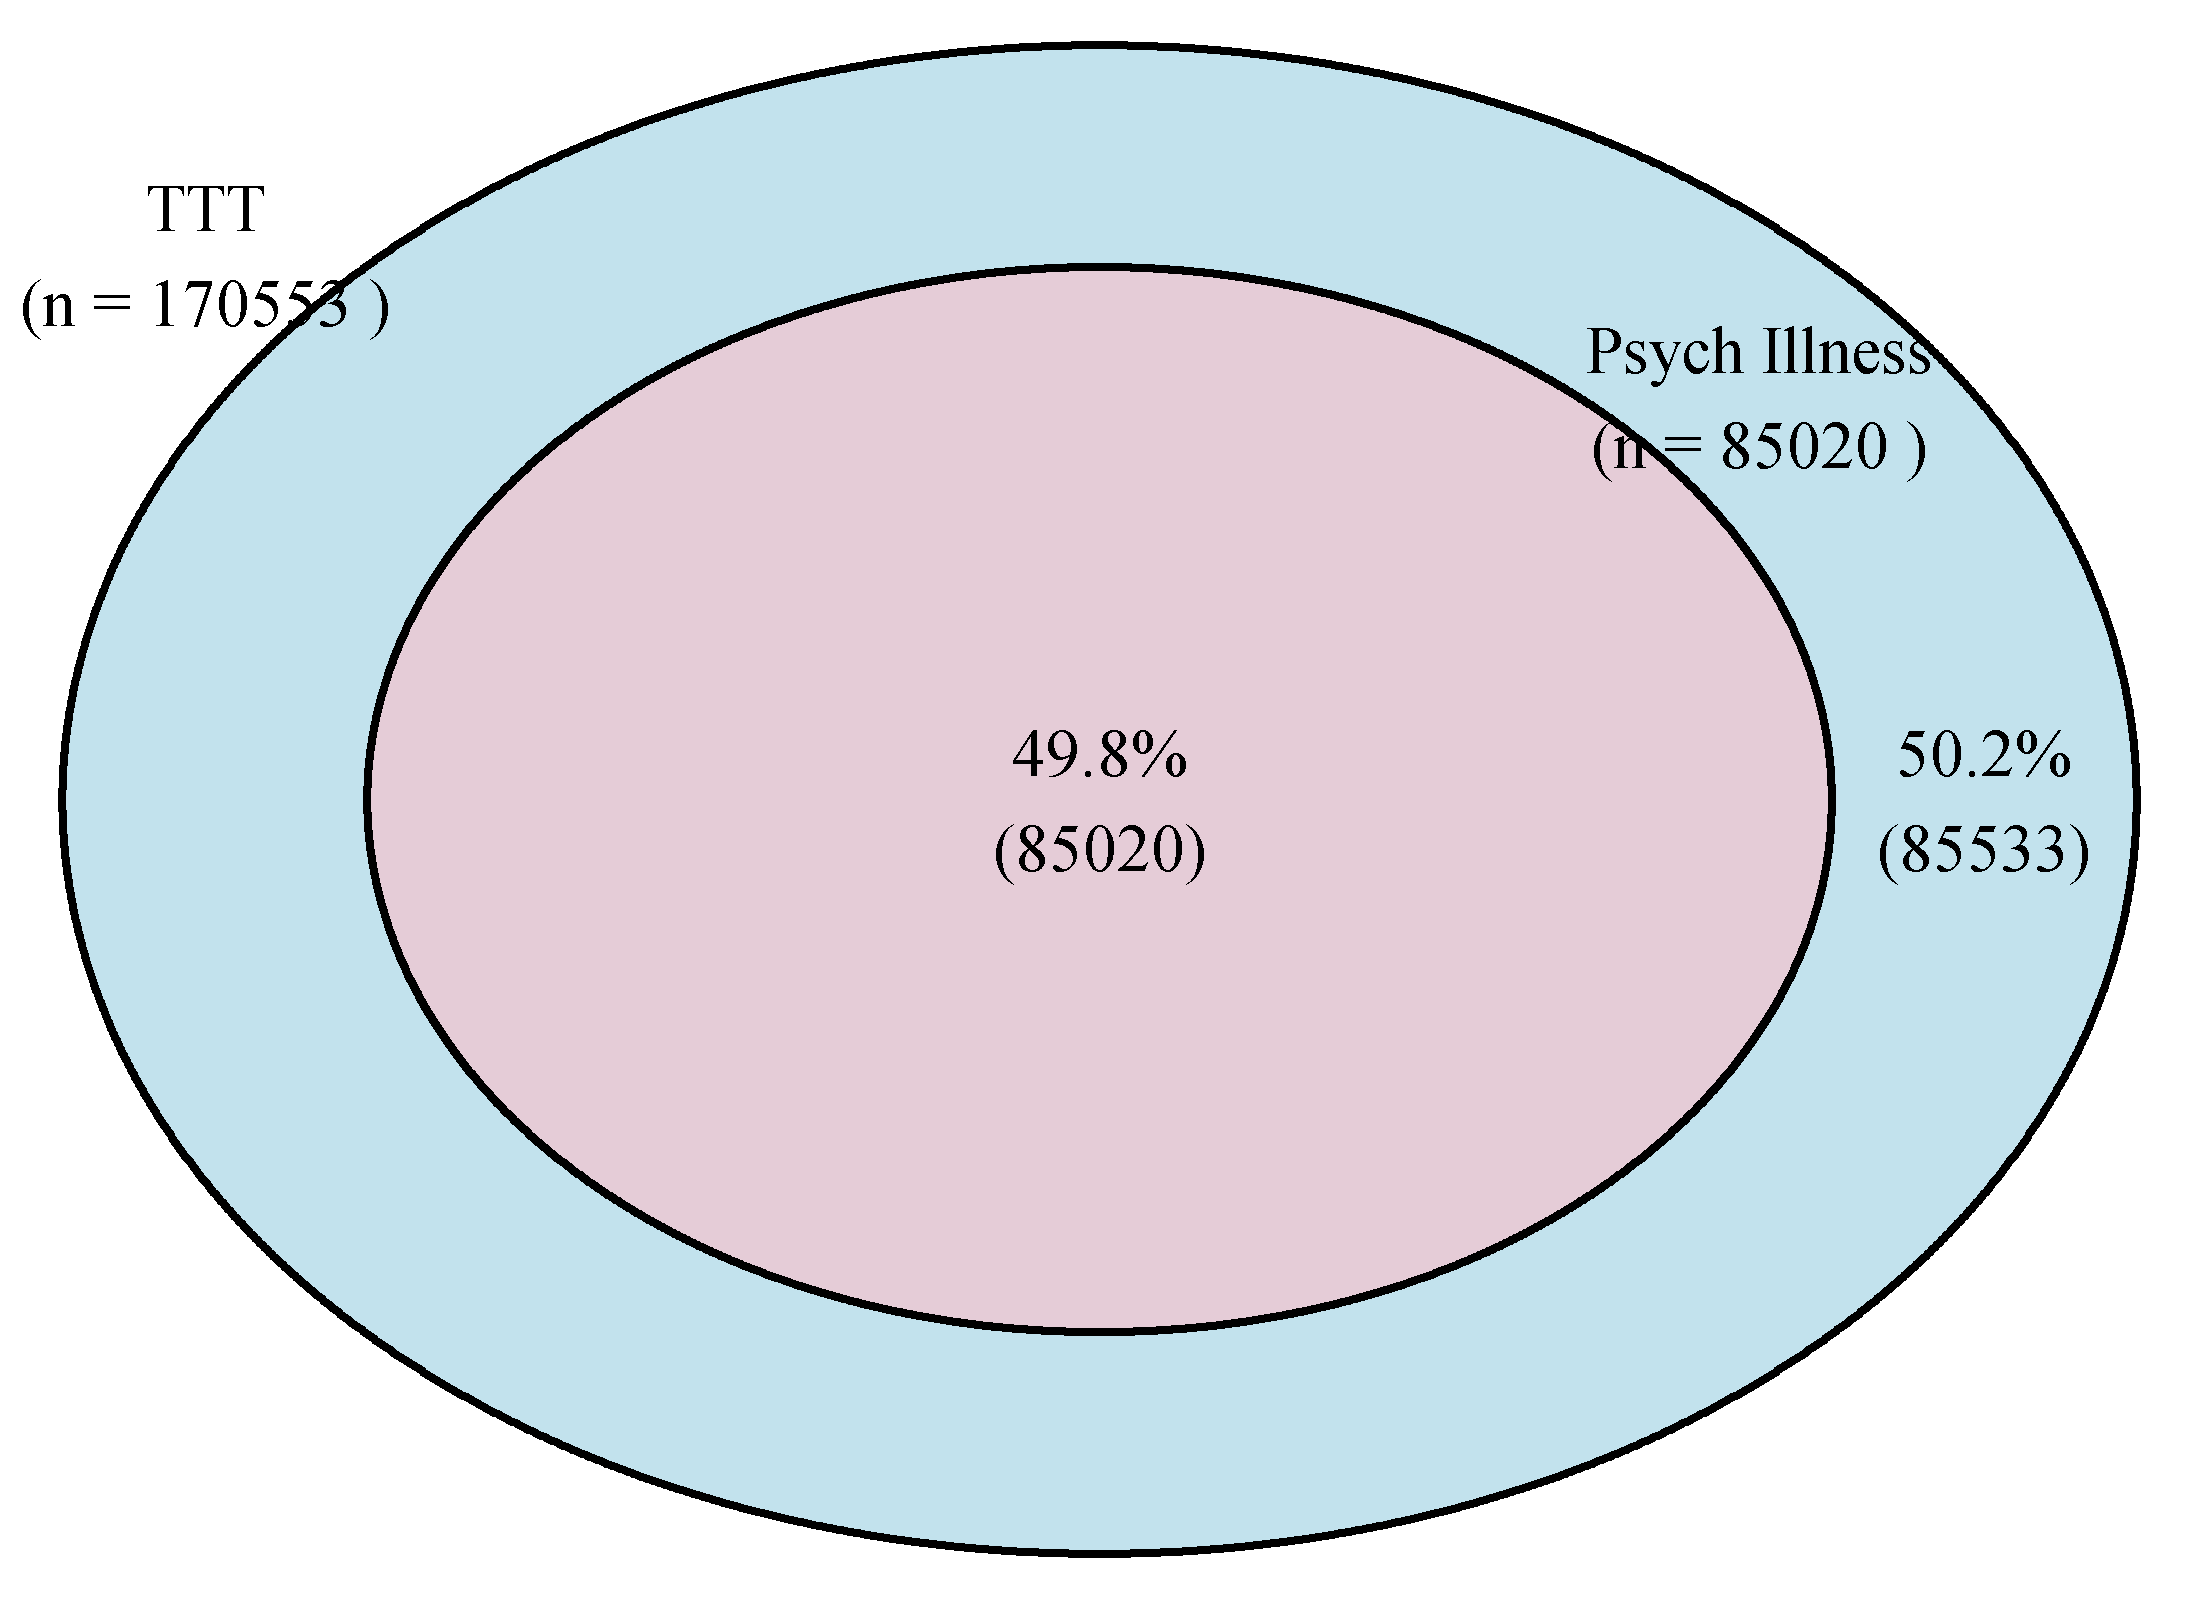 TTT
(n = 170553 )
Psych Illness
(n = 85020 )
49.8%
(85020)
50.2%
(85533)